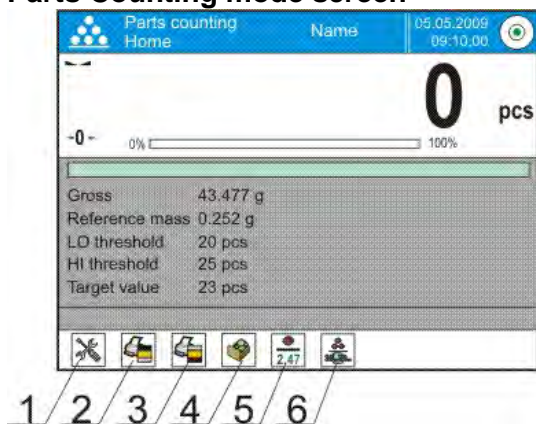 Parts Counting mode screen
Parts counting Name 05.05.2009
Home 09:10:00
0 pcs
-0- 0% 100%
Gross 43.477 g
Reference mass 0.252 g
LO threshold 20 pcs
HI threshold 25 pcs
Target value 23 pcs
2,47
1 2 3 4 5 6